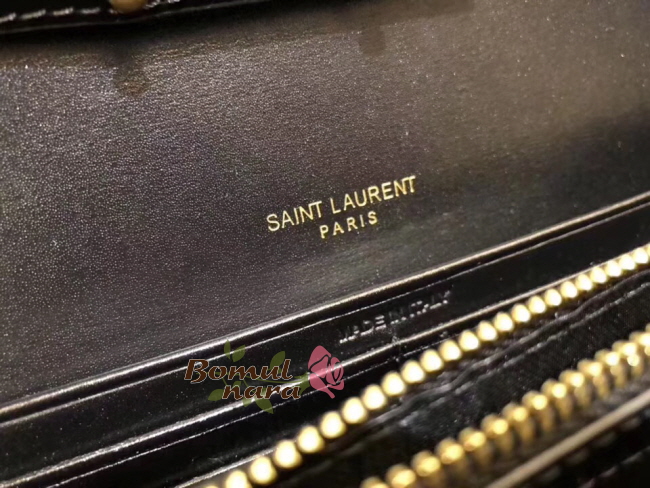 SAINT LAURENT
PARIS
MADE IN ITALY
Bomul
nara